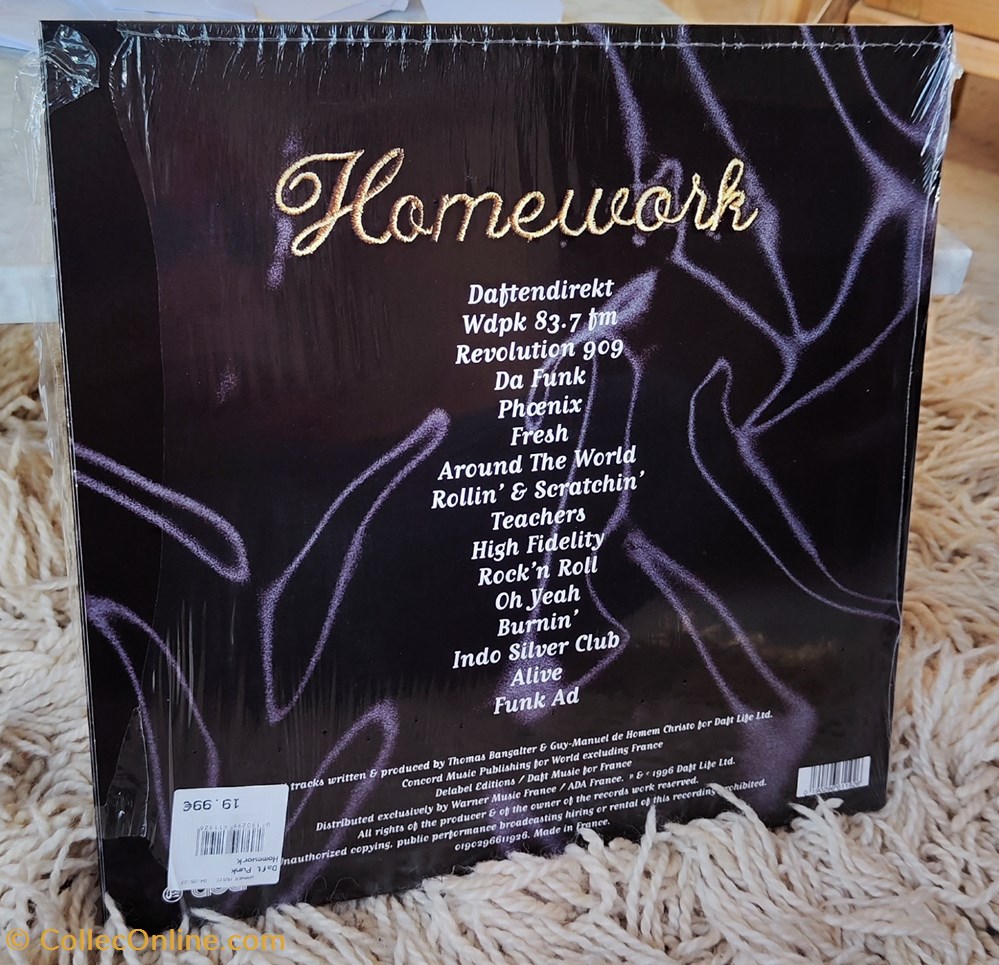 Homework
Daftendirekt
Wdpk 83.7 fm
Revolution 909
Da Funk
Phœnix
Fresh
Around The World
Rollin' & Scratchin'
Teachers
High Fidelity
Rock'n Roll
Oh Yeah
Burnin'
Indo Silver Club
Alive
Funk Ad
tracks written & produced by Thomas Bangalter & Guy-Manuel de Homem Christo for Daft Life Ltd.
Concord Music Publishing for World excluding France
Delabel Editions / Daft Music for France
Distributed exclusively by Warner Music France / ADA France. ℗ & © 1996 Daft Life Ltd.
All rights of the producer & of the owner of the records work reserved.
Unauthorized copying, public performance broadcasting hiring or rental of this recording prohibited.
0190296611926. Made in France.
19.99€
Daft Punk
Homework
© CollecOnline.com